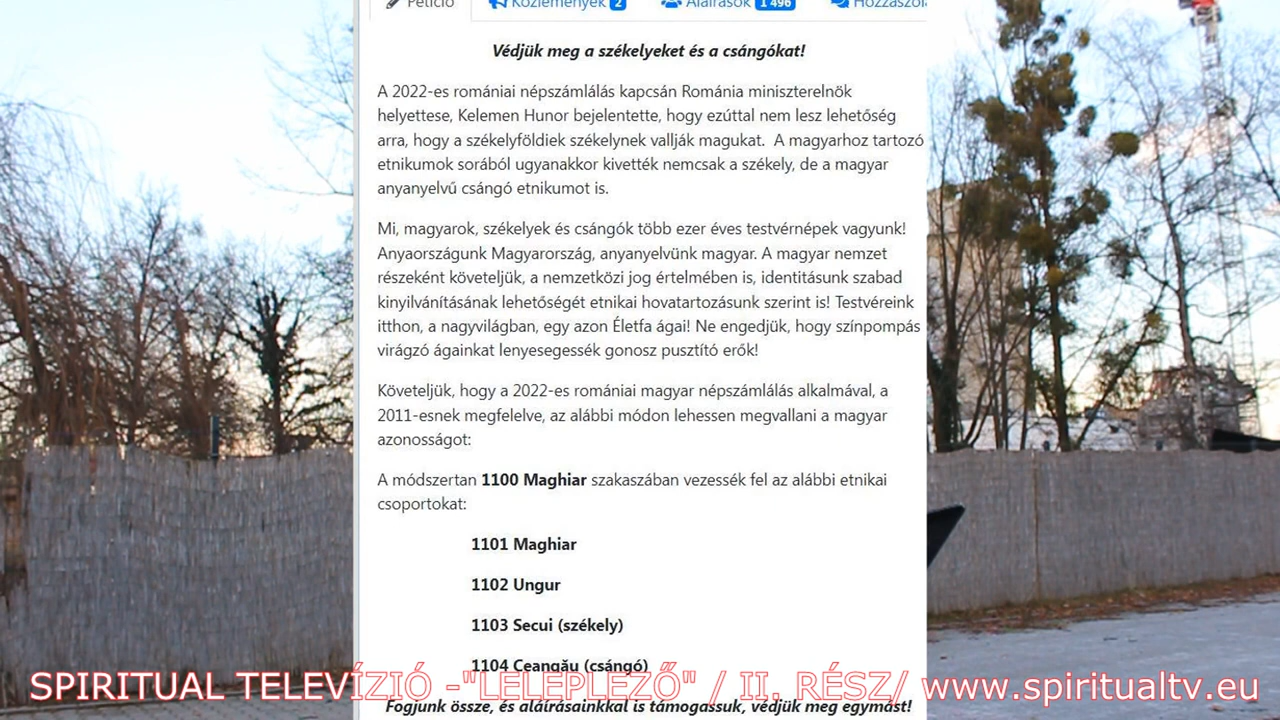 Petíció Közlemények 2 Aláírások 1 496
Védjük meg a székelyeket és a csángókat!
A 2022-es romániai népszámlálás kapcsán Románia miniszterelnök
helyettese, Kelemen Hunor bejelentette, hogy ezúttal nem lesz lehetőség
arra, hogy a székelyföldiek székelynek vallják magukat. A magyarhoz tartozó
etnikumok sorából ugyanakkor kivették nemcsak a székely, de a magyar
anyanyelvű csángó etnikumot is.
Mi, magyarok, székelyek és csángók több ezer éves testvérnépek vagyunk!
Anyaországunk Magyarország, anyanyelvünk magyar. A magyar nemzet
részeként követeljük, a nemzetközi jog értelmében is, identitásunk szabad
kinyilvánításának lehetőségét etnikai hovatartozásunk szerint is! Testvéreink
itthon, a nagyvilágban, egy azon Életfa ágai! Ne engedjük, hogy színpompás
virágzó ágainkat lenyesegessék gonosz pusztító erők!
Követeljük, hogy a 2022-es romániai magyar népszámlálás alkalmával, a
2011-esnek megfelelve, az alábbi módon lehessen megvallani a magyar
azonosságot:
A módszertan 1100 Maghiar szakaszában vezessék fel az alábbi etnikai
csoportokat:
1101 Maghiar
1102 Ungur
1103 Secui (székely)
1104 Ceangău (csángó)
SPIRITUAL TELEVÍZIÓ -"LELEPLEZŐ" / II. RÉSZ/ www.spiritualtv.eu
Fogjunk össze, és aláírásainkkal is támogassuk, védjük meg egymást!